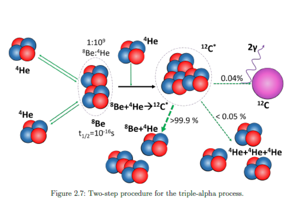 1:10⁹
⁸Be:⁴He
⁴He
⁴He
¹²C*
2γ
0.04%
¹²C
⁸Be+⁴He→¹²C*
⁴He
⁸Be
t₁/₂=10⁻¹⁶s
>99.9 %
⁸Be+⁴He
< 0.05 %
⁴He+⁴He+⁴He
Figure 2.7: Two-step procedure for the triple-alpha process.